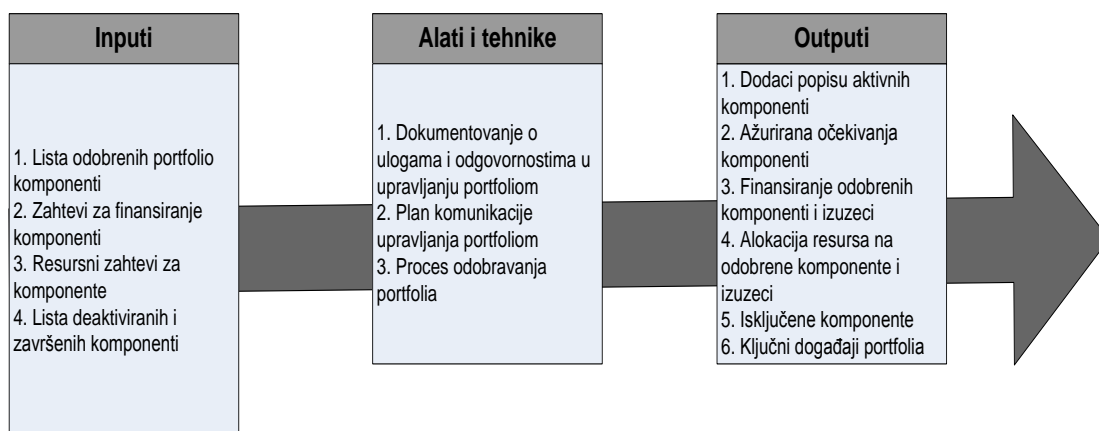 Inputi
1. Lista odobrenih portfolio
komponenti
2. Zahtevi za finansiranje
komponenti
3. Resursni zahtevi za
komponente
4. Lista deaktiviranih i
završenih komponenti
Alati i tehnike
1. Dokumentovanje o
ulogama i odgovornostima u
upravljanju portfoliom
2. Plan komunikacije
upravljanja portfoliom
3. Proces odobravanja
portfolia
Outputi
1. Dodaci popisu aktivnih
komponenti
2. Ažurirana očekivanja
komponenti
3. Finansiranje odobrenih
komponenti i izuzeci
4. Alokacija resursa na
odobrene komponente i
izuzeci
5. Isključene komponente
6. Ključni događaji portfolia